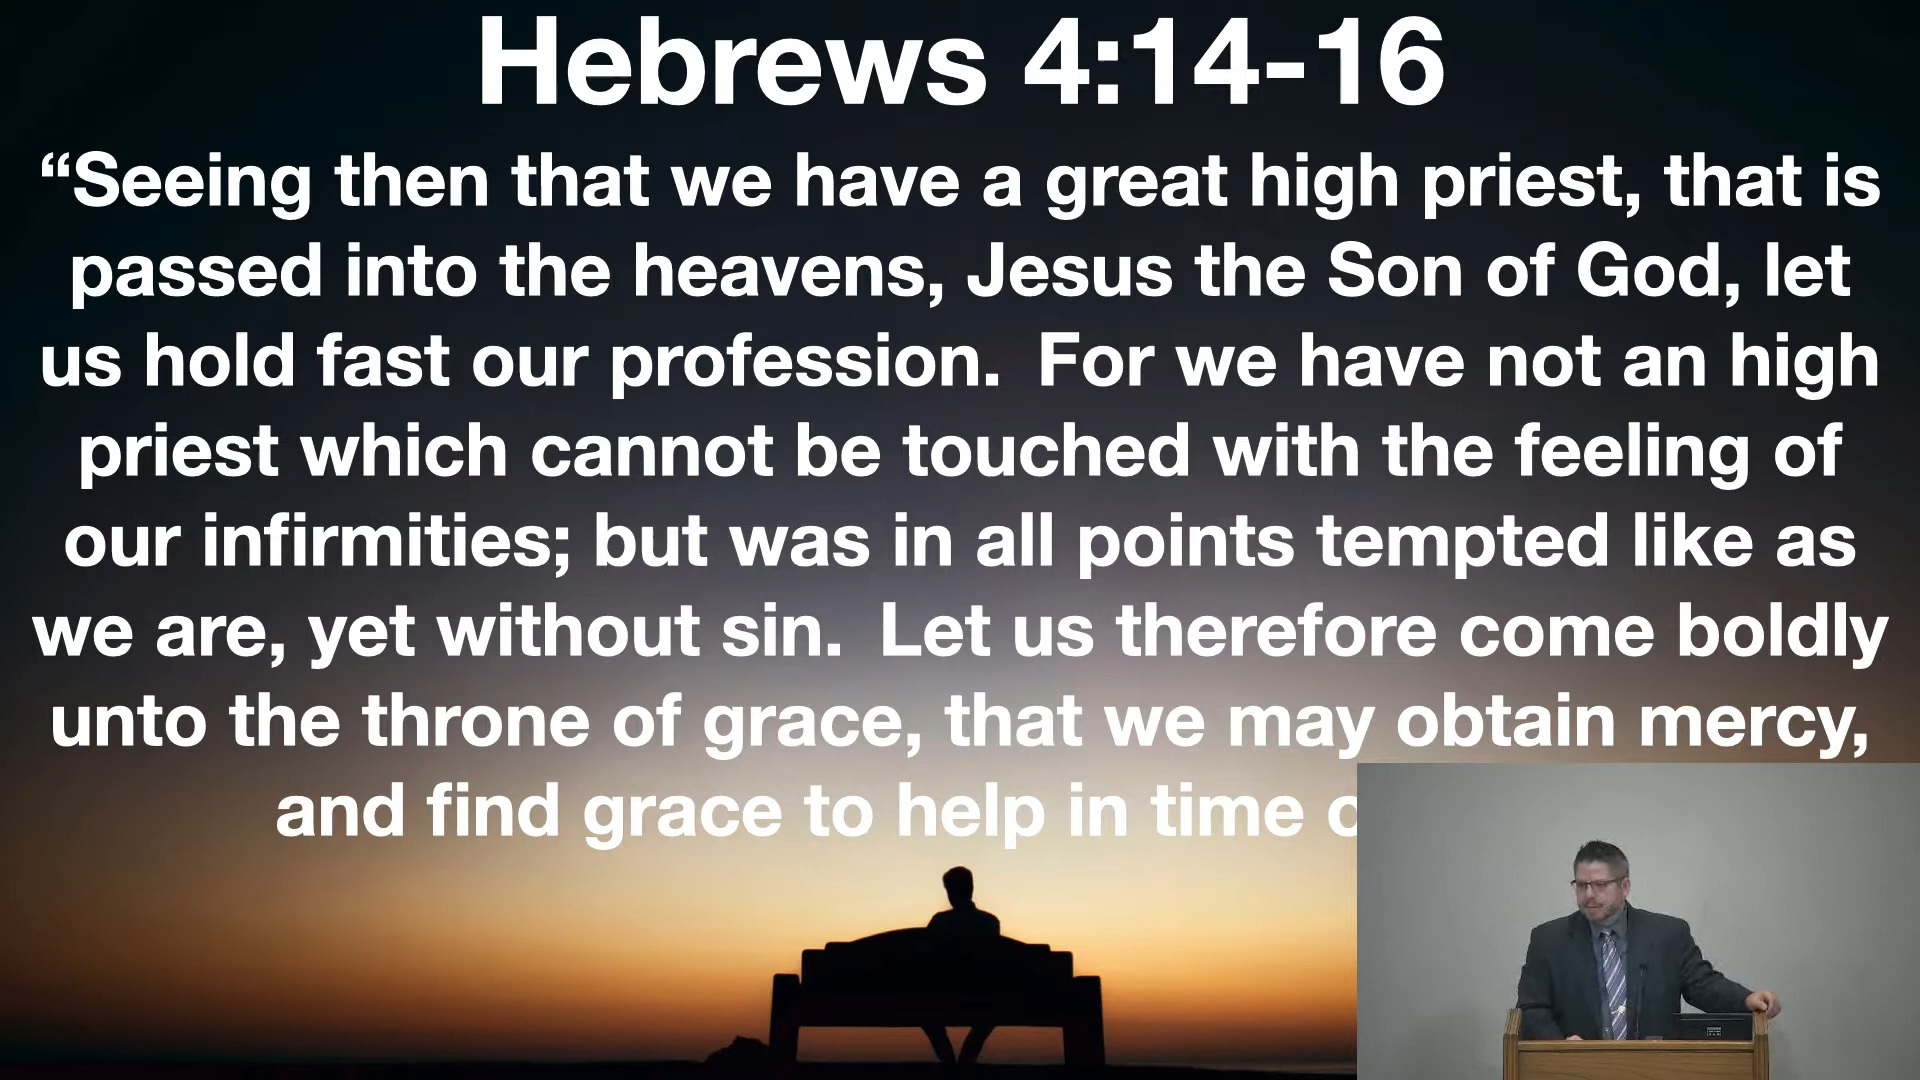 Hebrews 4:14-16
“Seeing then that we have a great high priest, that is
passed into the heavens, Jesus the Son of God, let
us hold fast our profession.  For we have not an high
priest which cannot be touched with the feeling of
our infirmities; but was in all points tempted like as
we are, yet without sin.  Let us therefore come boldly
unto the throne of grace, that we may obtain mercy,
and find grace to help in time